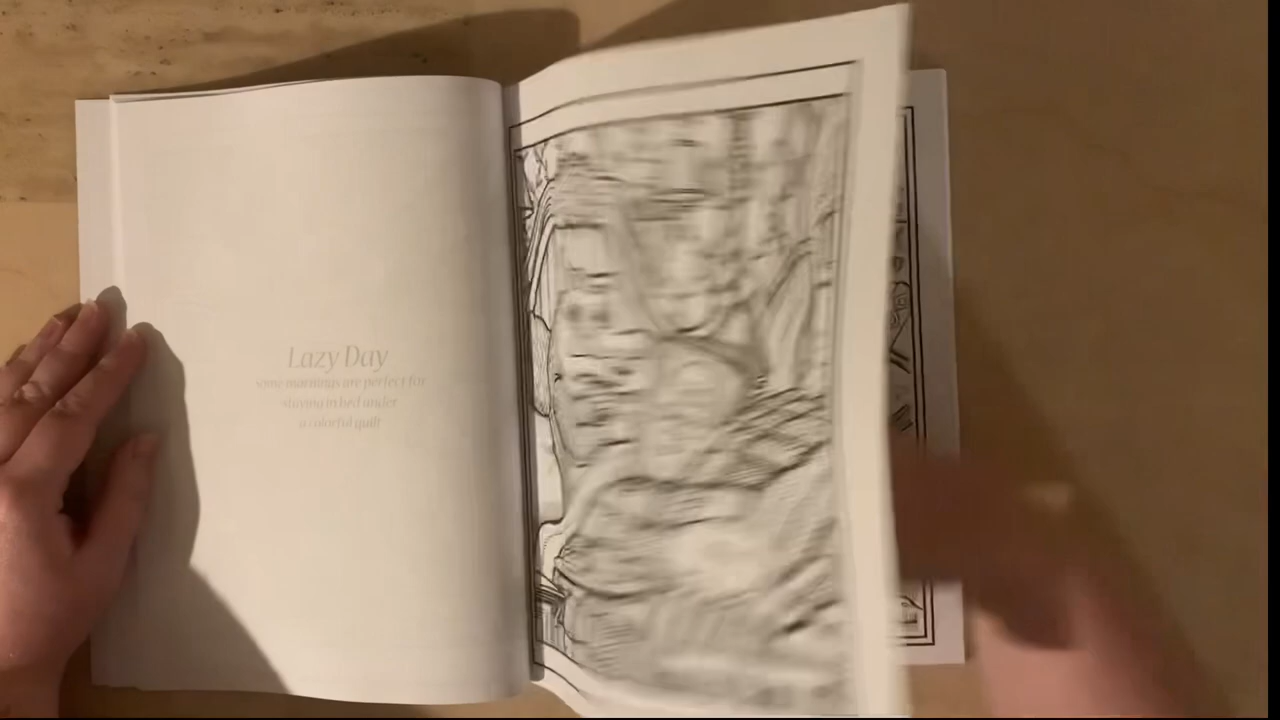 Lazy Day
some mornings are perfect for
staying in bed under
a colorful quilt